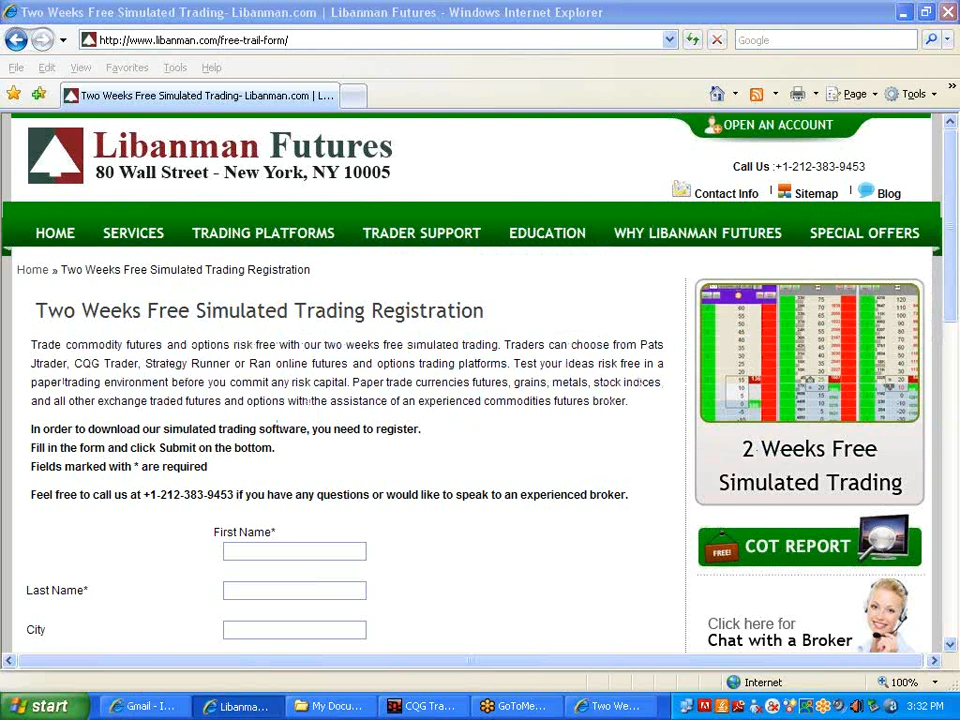 Two Weeks Free Simulated Trading- Libanman.com | Libanman Futures - Windows Internet Explorer
http://www.libanman.com/free-trail-form/
Google
File Edit View Favorites Tools Help
Two Weeks Free Simulated Trading- Libanman.com | L...
Page Tools
OPEN AN ACCOUNT
Libanman Futures
80 Wall Street - New York, NY 10005
Call Us :+1-212-383-9453
Contact Info | Sitemap | Blog
HOME SERVICES TRADING PLATFORMS TRADER SUPPORT EDUCATION WHY LIBANMAN FUTURES SPECIAL OFFERS
Home » Two Weeks Free Simulated Trading Registration
Two Weeks Free Simulated Trading Registration
Trade commodity futures and options risk free with our two weeks free simulated trading. Traders can choose from Pats
Jtrader, CQG Trader, Strategy Runner or Ran online futures and options trading platforms. Test your Ideas risk free in a
paper trading environment before you commit any risk capital. Paper trade currencies futures, grains, metals, stock indices
and all other exchange traded futures and options with the assistance of an experienced commodities futures broker.
In order to download our simulated trading software, you need to register.
Fill in the form and click Submit on the bottom.
Fields marked with * are required
Feel free to call us at +1-212-383-9453 if you have any questions or would like to speak to an experienced broker.
First Name*
Last Name*
City
2 Weeks Free
Simulated Trading
FREE!
COT REPORT
Click here for
Chat with a Broker
Internet
100%
start
Gmail - I...
Libanma...
My Docu...
CQG Tra...
GoToMe...
Two We...
3:32 PM